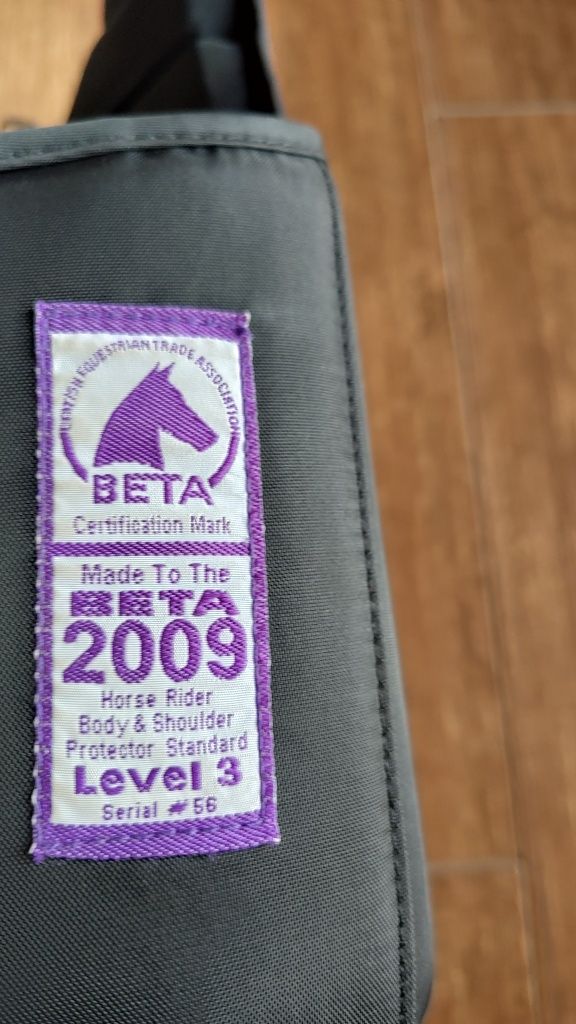 BRITISH EQUESTRIAN TRADE ASSOCIATION
BETA
Certification Mark
Made To The
BETA
2009
Horse Rider
Body & Shoulder
Protector Standard
Level 3
Serial # 56